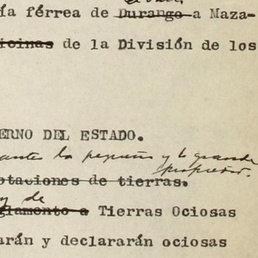 ía férrea de Durango a Maza-
icinas de la División de los
ERNO DEL ESTADO.
ante la pequeña y la grande
propiedad.
otaciones de tierras.
y de
glamento a Tierras Ociosas
arán y declararán ociosas